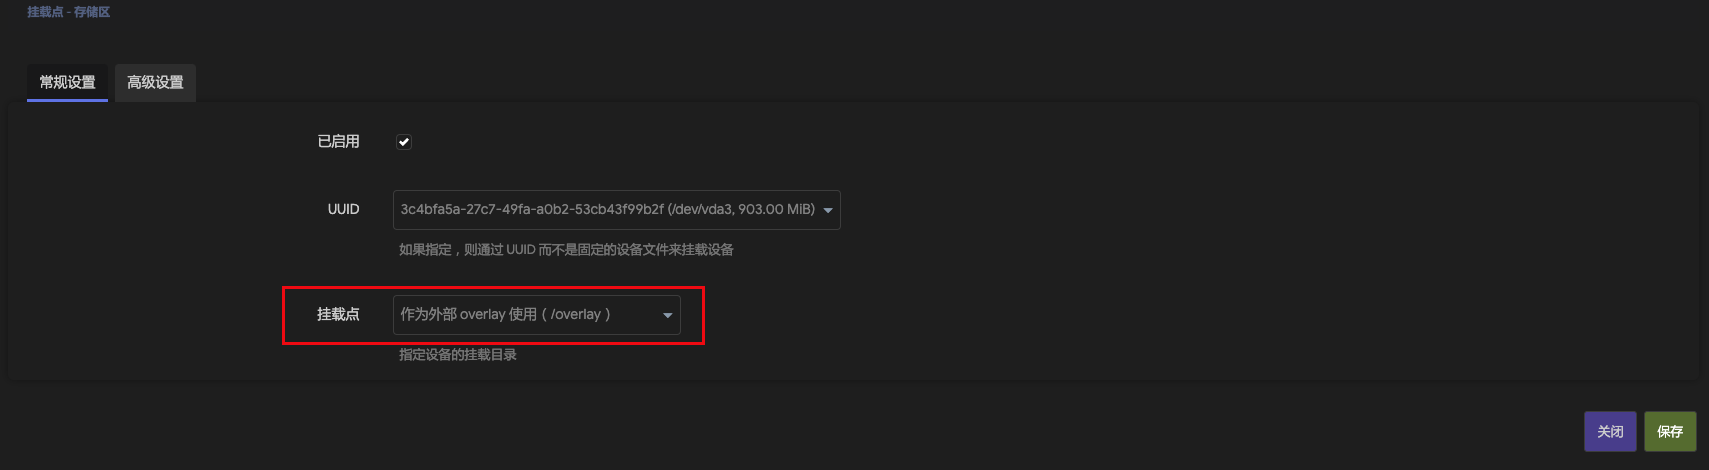 挂载点 - 存储区
常规设置 高级设置
已启用
UUID 3c4bfa5a-27c7-49fa-a0b2-53cb43f99b2f (/dev/vda3, 903.00 MiB)
如果指定，则通过 UUID 而不是固定的设备文件来挂载设备
挂载点 作为外部 overlay 使用（/overlay）
指定设备的挂载目录
关闭 保存